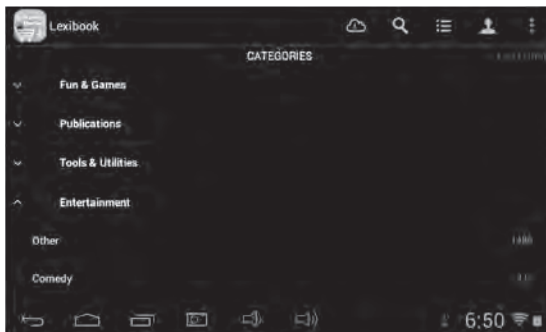 Lexibook
CATEGORIES
Fun & Games
Publications
Tools & Utilities
Entertainment
Other
Comedy
6:50